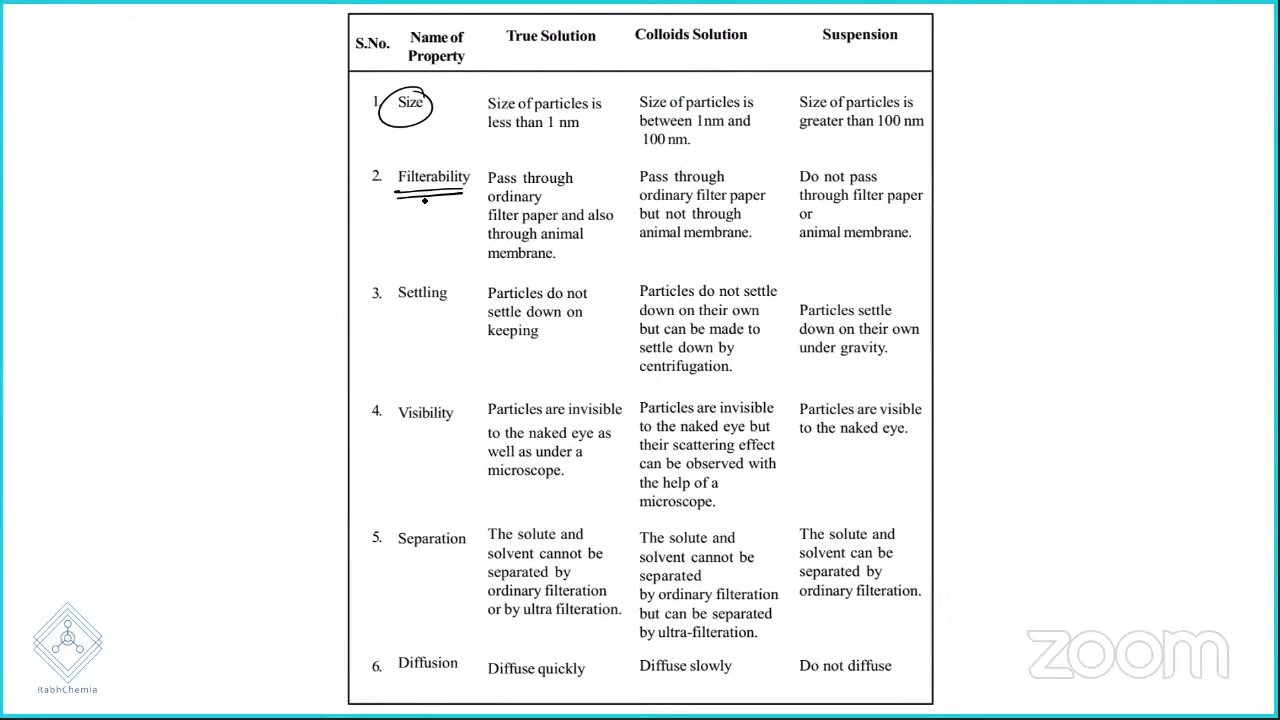 S.No.
Name of
Property
True Solution
Colloids Solution
Suspension
1.
Size
Size of particles is
less than 1 nm
Size of particles is
between 1nm and
100 nm.
Size of particles is
greater than 100 nm
2.
Filterability
Pass through
ordinary
filter paper and also
through animal
membrane.
Pass through
ordinary filter paper
but not through
animal membrane.
Do not pass
through filter paper
or
animal membrane.
3.
Settling
Particles do not
settle down on
keeping
Particles do not settle
down on their own
but can be made to
settle down by
centrifugation.
Particles settle
down on their own
under gravity.
4.
Visibility
Particles are invisible
to the naked eye as
well as under a
microscope.
Particles are invisible
to the naked eye but
their scattering effect
can be observed with
the help of a
microscope.
Particles are visible
to the naked eye.
5.
Separation
The solute and
solvent cannot be
separated by
ordinary filteration
or by ultra filteration.
The solute and
solvent cannot be
separated
by ordinary filteration
but can be separated
by ultra-filteration.
The solute and
solvent can be
separated by
ordinary filteration.
6.
Diffusion
Diffuse quickly
Diffuse slowly
Do not diffuse
RabhChemia
zoom